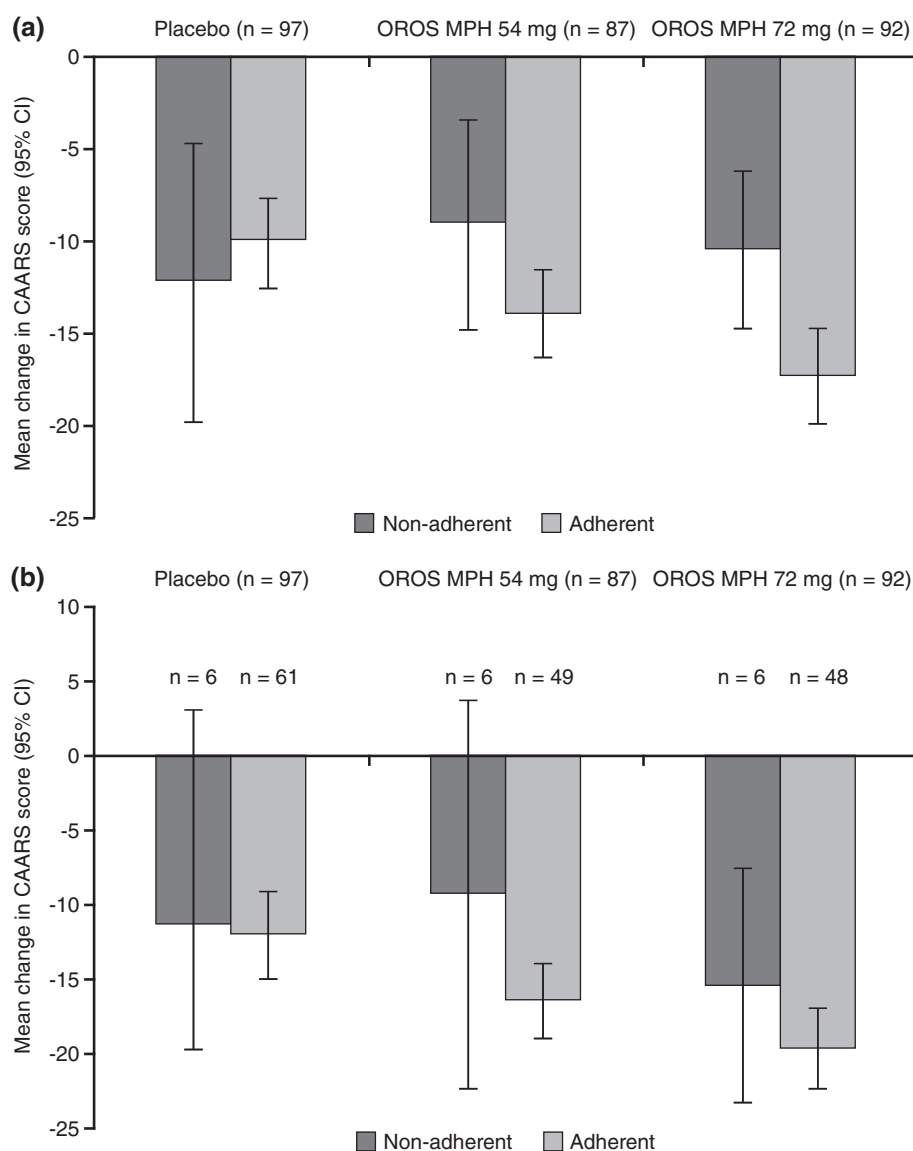 (a)
Placebo (n = 97) OROS MPH 54 mg (n = 87) OROS MPH 72 mg (n = 92)
Mean change in CAARS score (95% CI)
0
-5
-10
-15
-20
-25
Non-adherent Adherent
(b)
Placebo (n = 97) OROS MPH 54 mg (n = 87) OROS MPH 72 mg (n = 92)
Mean change in CAARS score (95% CI)
10
5
0
-5
-10
-15
-20
-25
n = 6 n = 61 n = 6 n = 49 n = 6 n = 48
Non-adherent Adherent